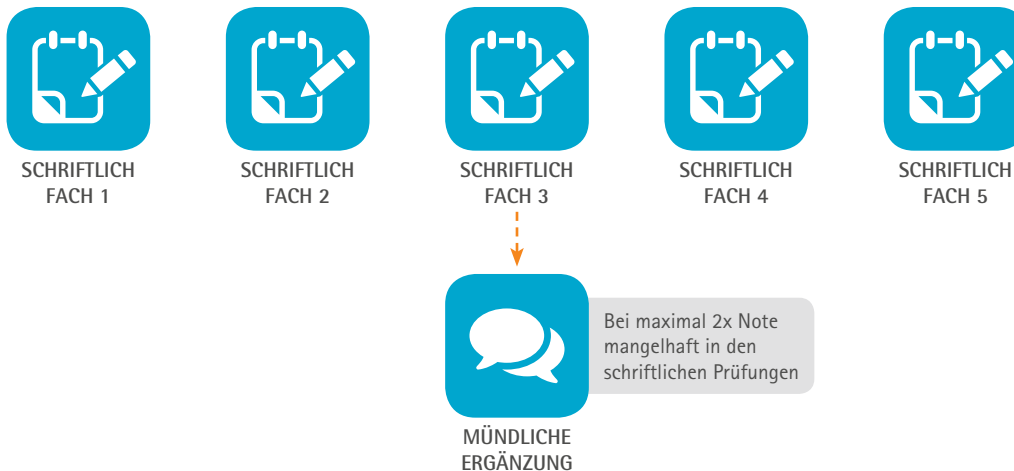 SCHRIFTLICH
FACH 1
SCHRIFTLICH
FACH 2
SCHRIFTLICH
FACH 3
SCHRIFTLICH
FACH 4
SCHRIFTLICH
FACH 5
Bei maximal 2x Note
mangelhaft in den
schriftlichen Prüfungen
MÜNDLICHE
ERGÄNZUNG